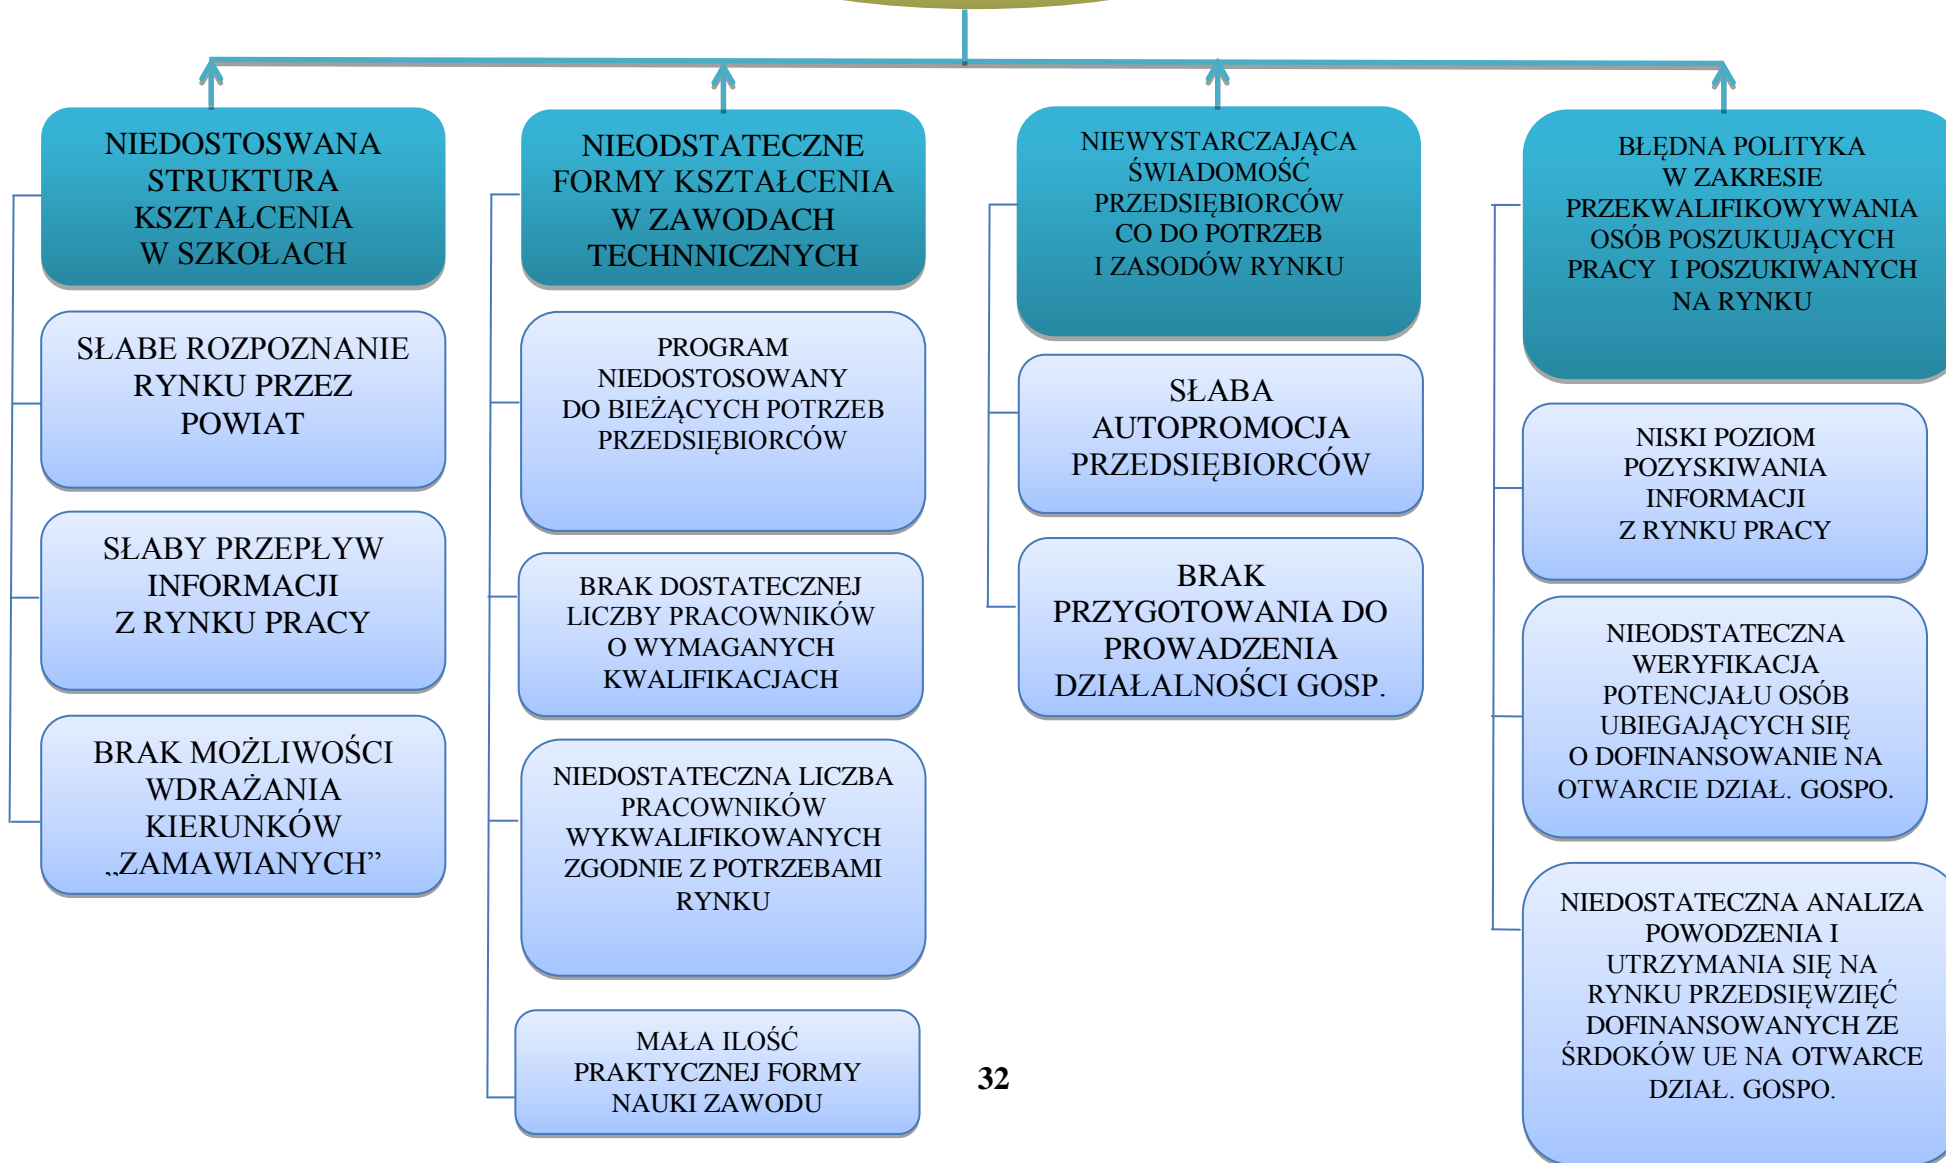 NIEDOSTOSWANA
STRUKTURA
KSZTAŁCENIA
W SZKOŁACH
SŁABE ROZPOZNANIE
RYNKU PRZEZ
POWIAT
SŁABY PRZEPŁYW
INFORMACJI
Z RYNKU PRACY
BRAK MOŻLIWOŚCI
WDRAŻANIA
KIERUNKÓW
„ZAMAWIANYCH”
NIEODSTATECZNE
FORMY KSZTAŁCENIA
W ZAWODACH
TECHNNICZNYCH
PROGRAM
NIEDOSTOSOWANY
DO BIEŻĄCYCH POTRZEB
PRZEDSIĘBIORCÓW
BRAK DOSTATECZNEJ
LICZBY PRACOWNIKÓW
O WYMAGANYCH
KWALIFIKACJACH
NIEDOSTATECZNA LICZBA
PRACOWNIKÓW
WYKWALIFIKOWANYCH
ZGODNIE Z POTRZEBAMI
RYNKU
MAŁA ILOŚĆ
PRAKTYCZNEJ FORMY
NAUKI ZAWODU
NIEWYSTARCZAJĄCA
ŚWIADOMOŚĆ
PRZEDSIĘBIORCÓW
CO DO POTRZEB
I ZASODÓW RYNKU
SŁABA
AUTOPROMOCJA
PRZEDSIĘBIORCÓW
BRAK
PRZYGOTOWANIA DO
PROWADZENIA
DZIAŁALNOŚCI GOSP.
BŁĘDNA POLITYKA
W ZAKRESIE
PRZEKWALIFIKOWYWANIA
OSÓB POSZUKUJĄCYCH
PRACY I POSZUKIWANYCH
NA RYNKU
NISKI POZIOM
POZYSKIWANIA
INFORMACJI
Z RYNKU PRACY
NIEODSTATECZNA
WERYFIKACJA
POTENCJAŁU OSÓB
UBIEGAJĄCYCH SIĘ
O DOFINANSOWANIE NA
OTWARCIE DZIAŁ. GOSPO.
NIEDOSTATECZNA ANALIZA
POWODZENIA I
UTRZYMANIA SIĘ NA
RYNKU PRZEDSIĘWZIĘĆ
DOFINANSOWANYCH ZE
ŚRDOKÓW UE NA OTWARCE
DZIAŁ. GOSPO.
32